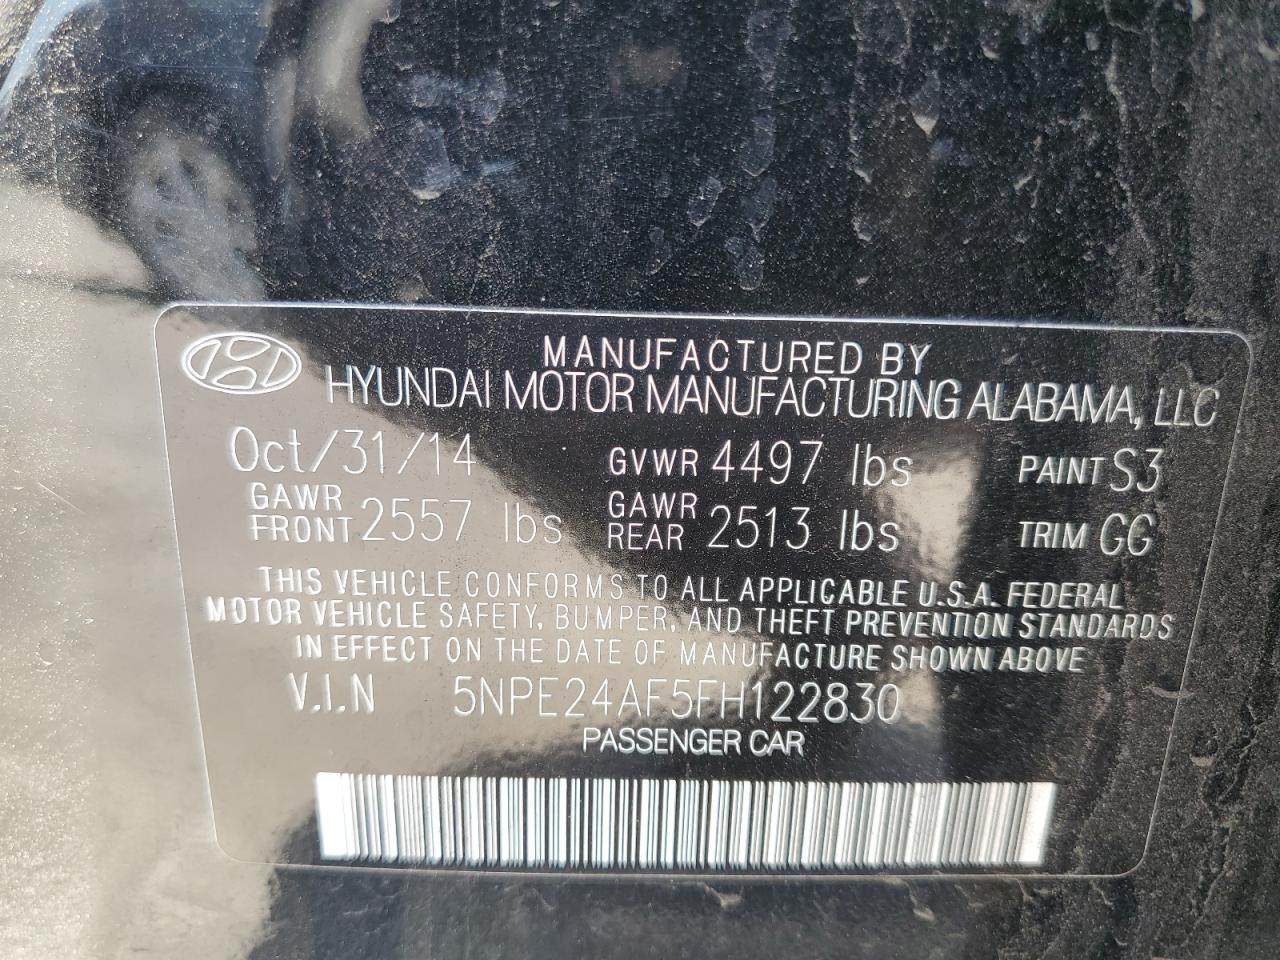 MANUFACTURED BY
HYUNDAI MOTOR MANUFACTURING ALABAMA, LLC
Oct/31/14 GVWR 4497 lbs PAINT S3
GAWR FRONT 2557 lbs GAWR REAR 2513 lbs TRIM GG
THIS VEHICLE CONFORMS TO ALL APPLICABLE U.S.A. FEDERAL
MOTOR VEHICLE SAFETY, BUMPER, AND THEFT PREVENTION STANDARDS
IN EFFECT ON THE DATE OF MANUFACTURE SHOWN ABOVE
V.I.N 5NPE24AF5FH122830
PASSENGER CAR